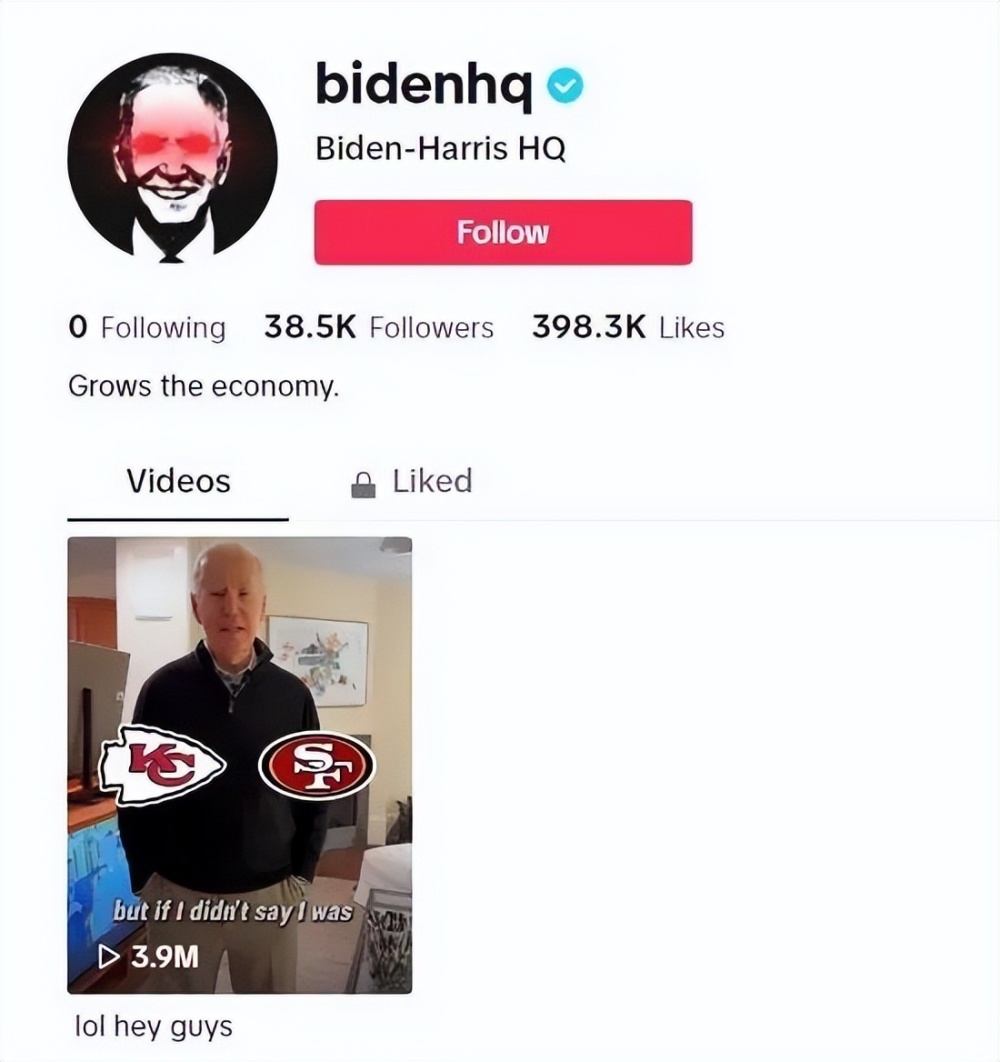 bidenhq
Biden-Harris HQ
Follow
0 Following 38.5K Followers 398.3K Likes
Grows the economy.
Videos Liked
KC SF
but if I didn't say I was
3.9M
lol hey guys